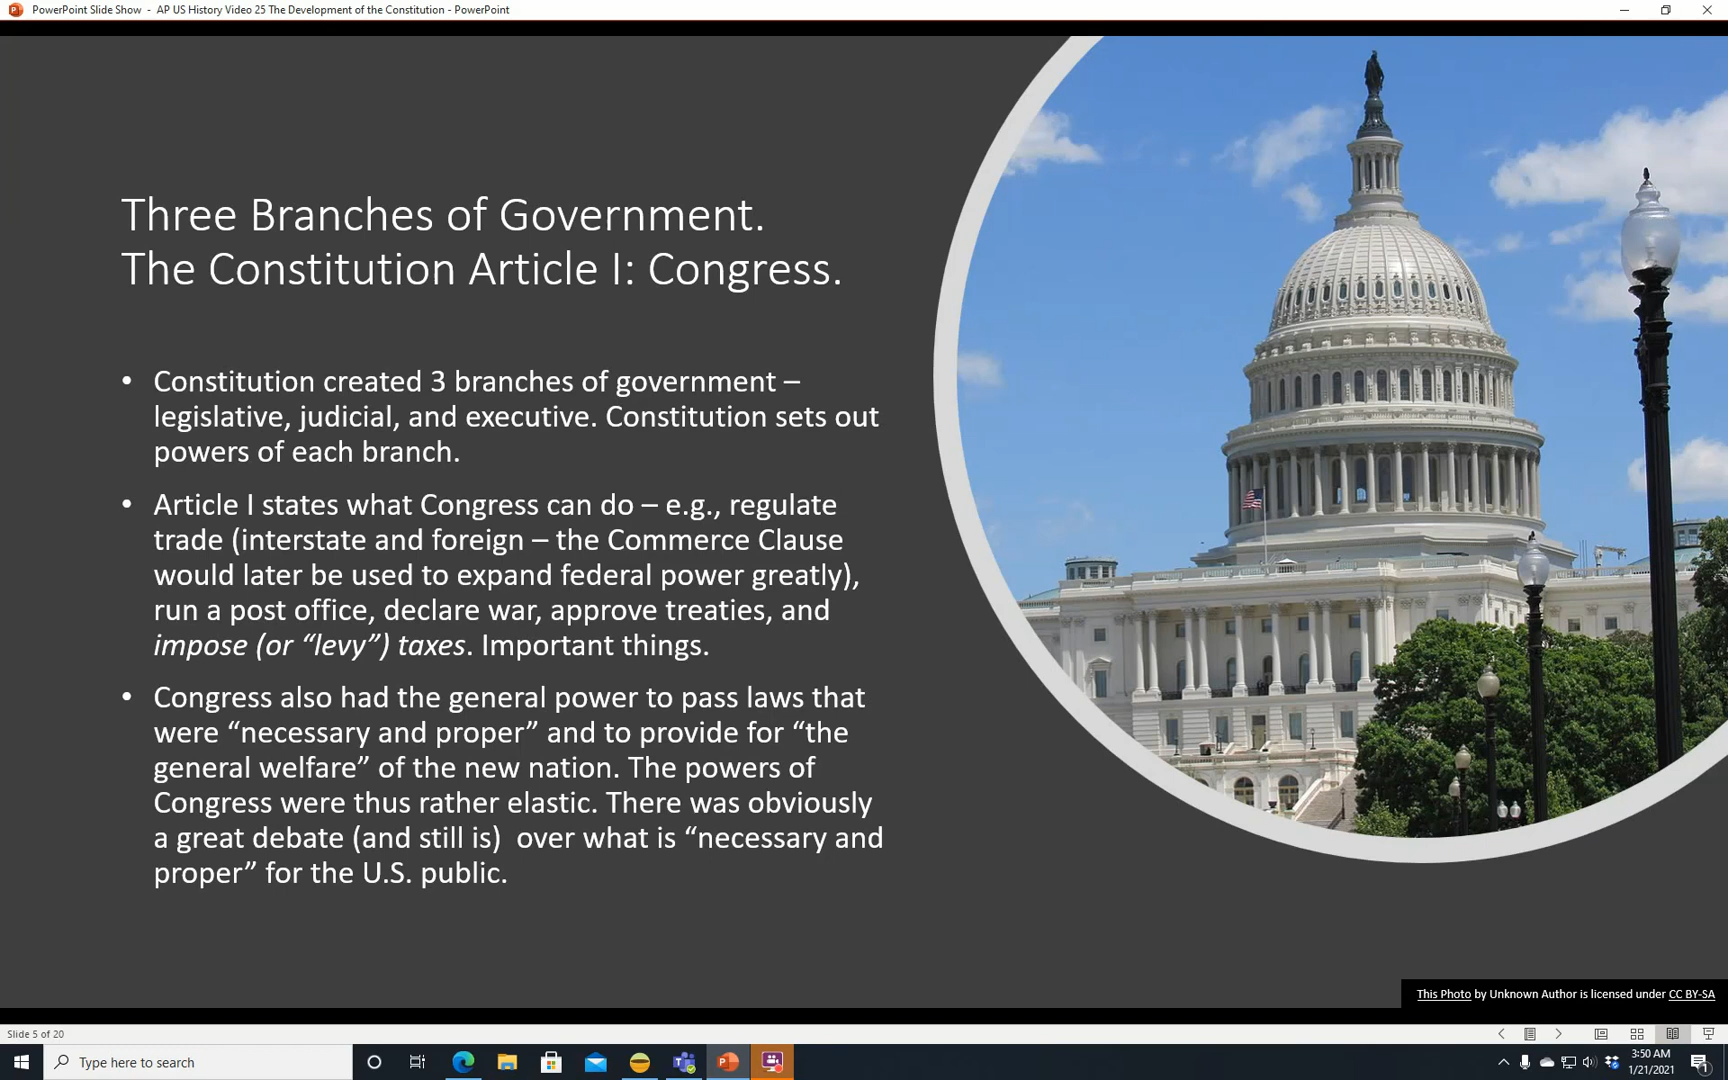 PowerPoint Slide Show - AP US History Video 25 The Development of the Constitution - PowerPoint
Three Branches of Government.
The Constitution Article I: Congress.
• Constitution created 3 branches of government –
legislative, judicial, and executive. Constitution sets out
powers of each branch.
• Article I states what Congress can do – e.g., regulate
trade (interstate and foreign – the Commerce Clause
would later be used to expand federal power greatly),
run a post office, declare war, approve treaties, and
impose (or “levy”) taxes. Important things.
• Congress also had the general power to pass laws that
were “necessary and proper” and to provide for “the
general welfare” of the new nation. The powers of
Congress were thus rather elastic. There was obviously
a great debate (and still is)  over what is “necessary and
proper” for the U.S. public.
This Photo by Unknown Author is licensed under CC BY-SA
Slide 5 of 20
Type here to search
3:50 AM
1/21/2021
1